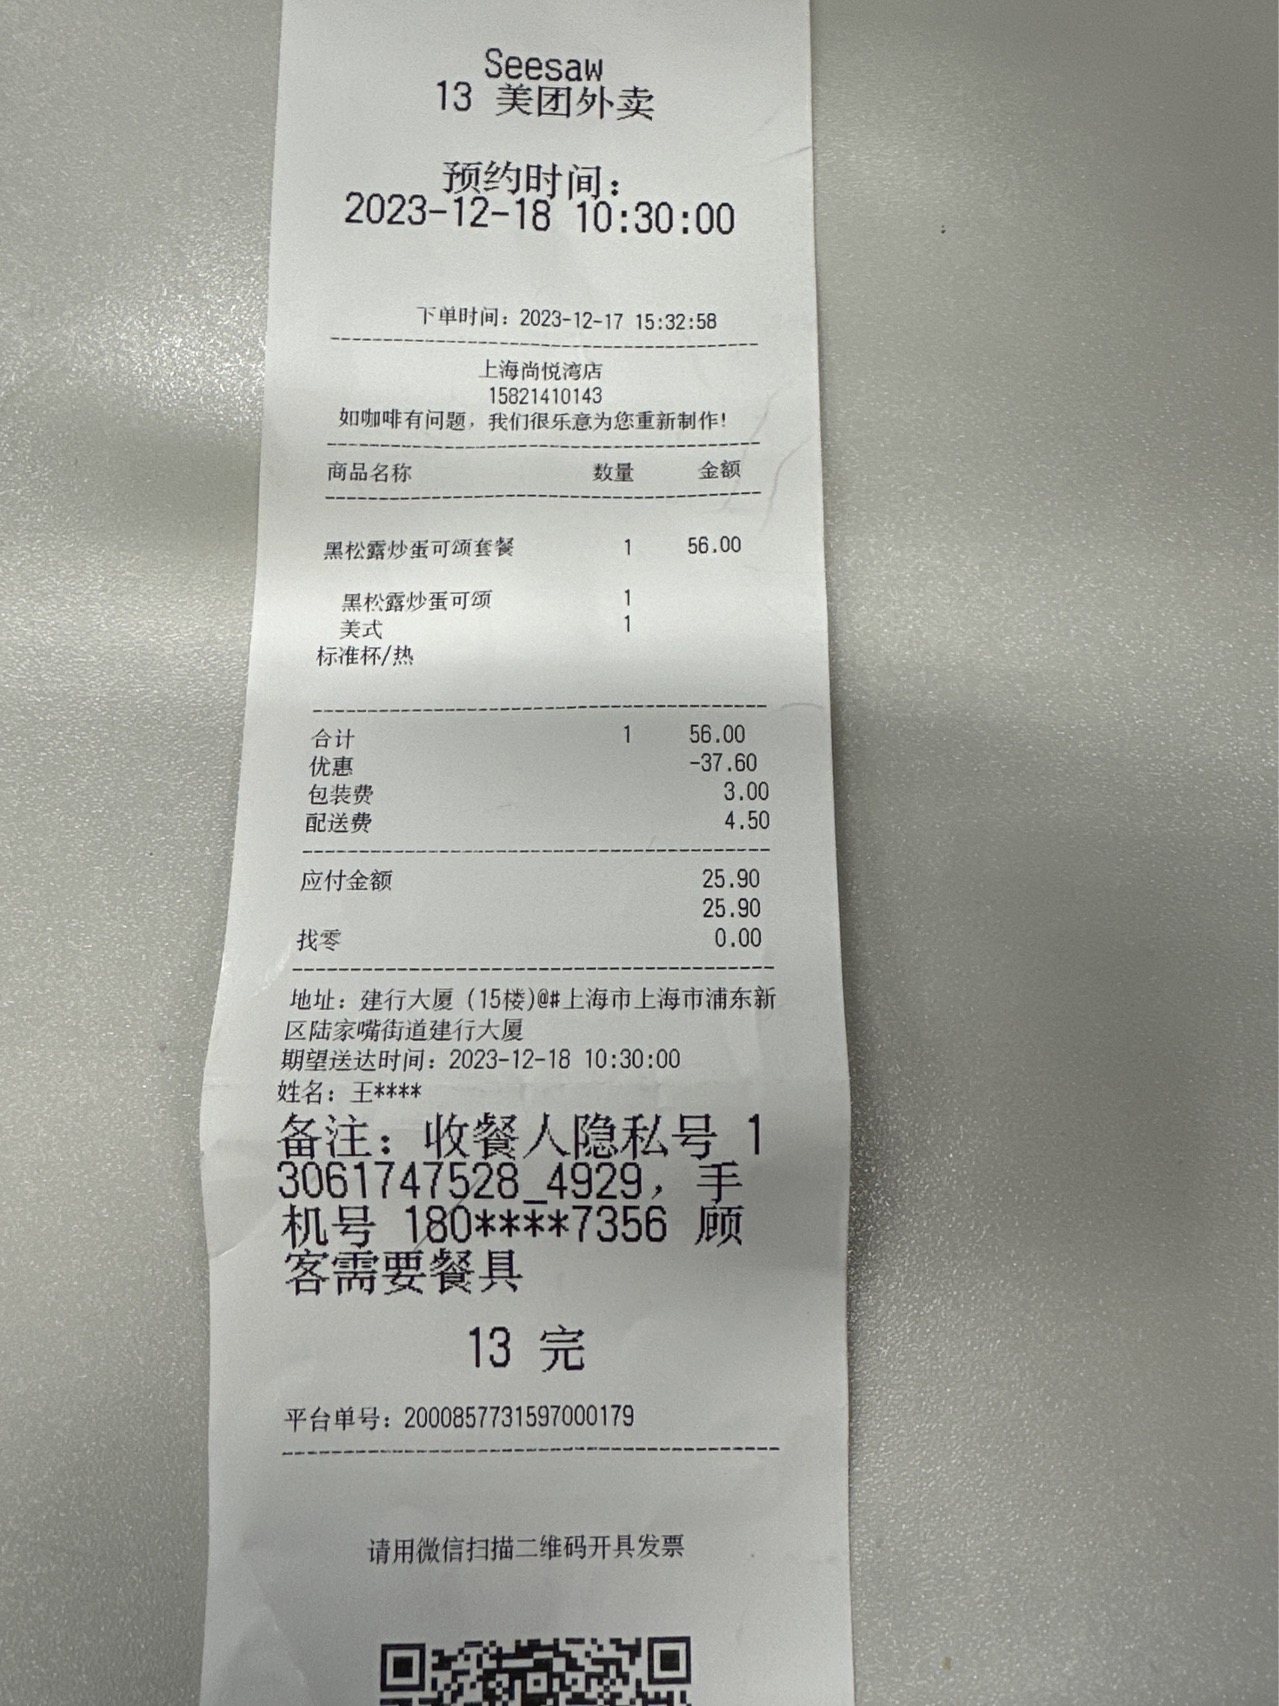 Seesaw
13 美团外卖
预约时间：
2023-12-18 10:30:00
下单时间：2023-12-17 15:32:58
上海尚悦湾店
15821410143
如咖啡有问题，我们很乐意为您重新制作！
商品名称 数量 金额
黑松露炒蛋可颂套餐 1 56.00
黑松露炒蛋可颂 1
美式 1
标准杯/热
合计 1 56.00
优惠 -37.60
包装费 3.00
配送费 4.50
应付金额 25.90
25.90
找零 0.00
地址：建行大厦 (15楼)@#上海市上海市浦东新
区陆家嘴街道建行大厦
期望送达时间：2023-12-18 10:30:00
姓名：王****
备注：收餐人隐私号 1
3061747528_4929，手
机号 180****7356 顾
客需要餐具
13 完
平台单号：2000857731597000179
请用微信扫描二维码开具发票